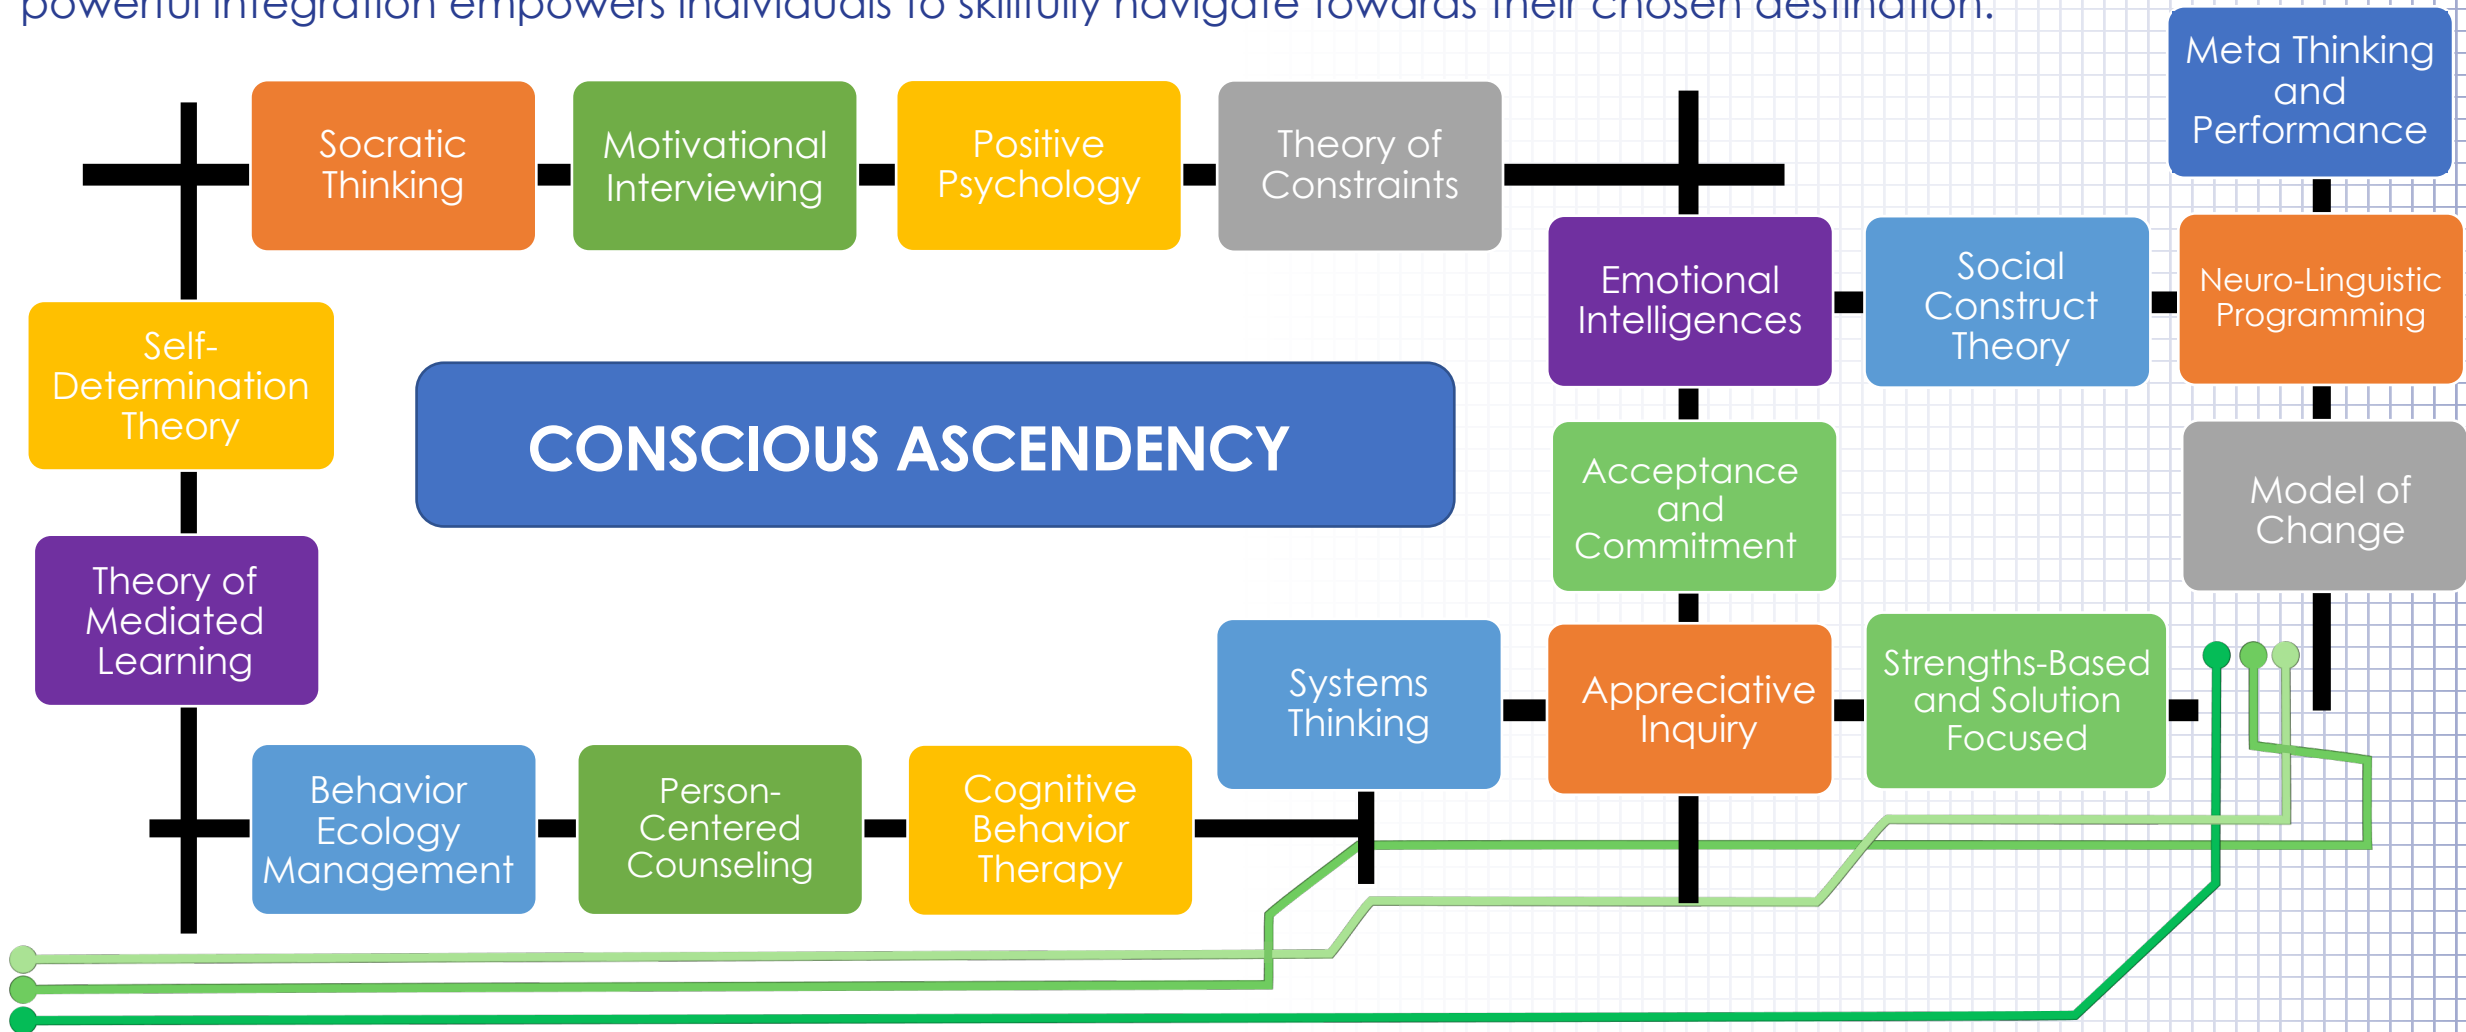 powerful integration empowers individuals to skillfully navigate towards their chosen destination.
Meta Thinking
and
Performance
Socratic
Thinking
Motivational
Interviewing
Positive
Psychology
Theory of
Constraints
Emotional
Intelligences
Social
Construct
Theory
Neuro-Linguistic
Programming
Self-
Determination
Theory
CONSCIOUS ASCENDENCY
Acceptance
and
Commitment
Model of
Change
Theory of
Mediated
Learning
Systems
Thinking
Appreciative
Inquiry
Strengths-Based
and Solution
Focused
Behavior
Ecology
Management
Person-
Centered
Counseling
Cognitive
Behavior
Therapy